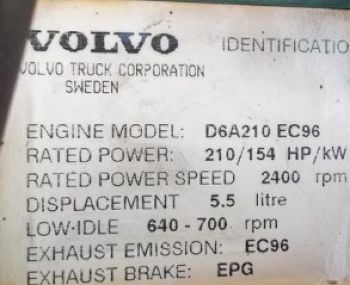 VOLVO IDENTIFICATIO
VOLVO TRUCK CORPORATION
SWEDEN
ENGINE MODEL: D6A210 EC96
RATED POWER: 210/154 HP/kW
RATED POWER SPEED 2400 rpm
DISPLACEMENT 5.5 litre
LOW-IDLE 640-700 rpm
EXHAUST EMISSION: EC96
EXHAUST BRAKE: EPG